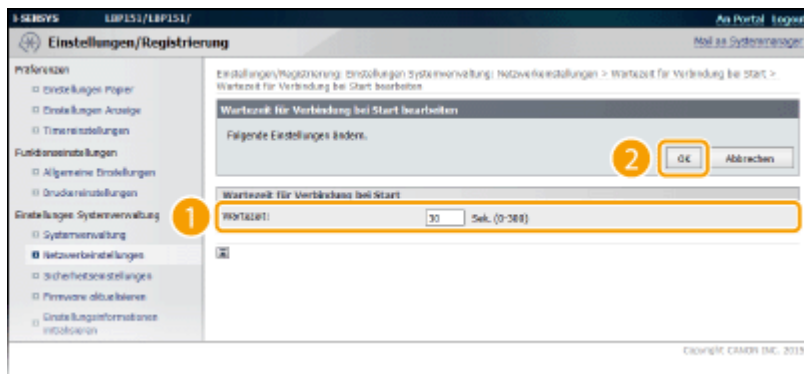 i-SENSYS LBP151/LBP151/ An Portal Logout
Einstellungen/Registrierung Mail an Systemmanager
Präferenzen
Einstellungen Papier
Einstellungen Anzeige
Timereinstellungen
Funktionseinstellungen
Allgemeine Einstellungen
Druckereinstellungen
Einstellungen Systemverwaltung
Systemverwaltung
Netzwerkeinstellungen
Sicherheitseinstellungen
Firmware aktualisieren
Einstellungsinformationen
initialisieren
Einstellungen/Registrierung: Einstellungen Systemverwaltung: Netzwerkeinstellungen > Wartezeit für Verbindung bei Start >
Wartezeit für Verbindung bei Start bearbeiten
Wartezeit für Verbindung bei Start bearbeiten
Folgende Einstellungen ändern.
2
OK Abbrechen
Wartezeit für Verbindung bei Start
1
Wartezeit: 30 Sek. (0-300)
Copyright CANON INC. 2015